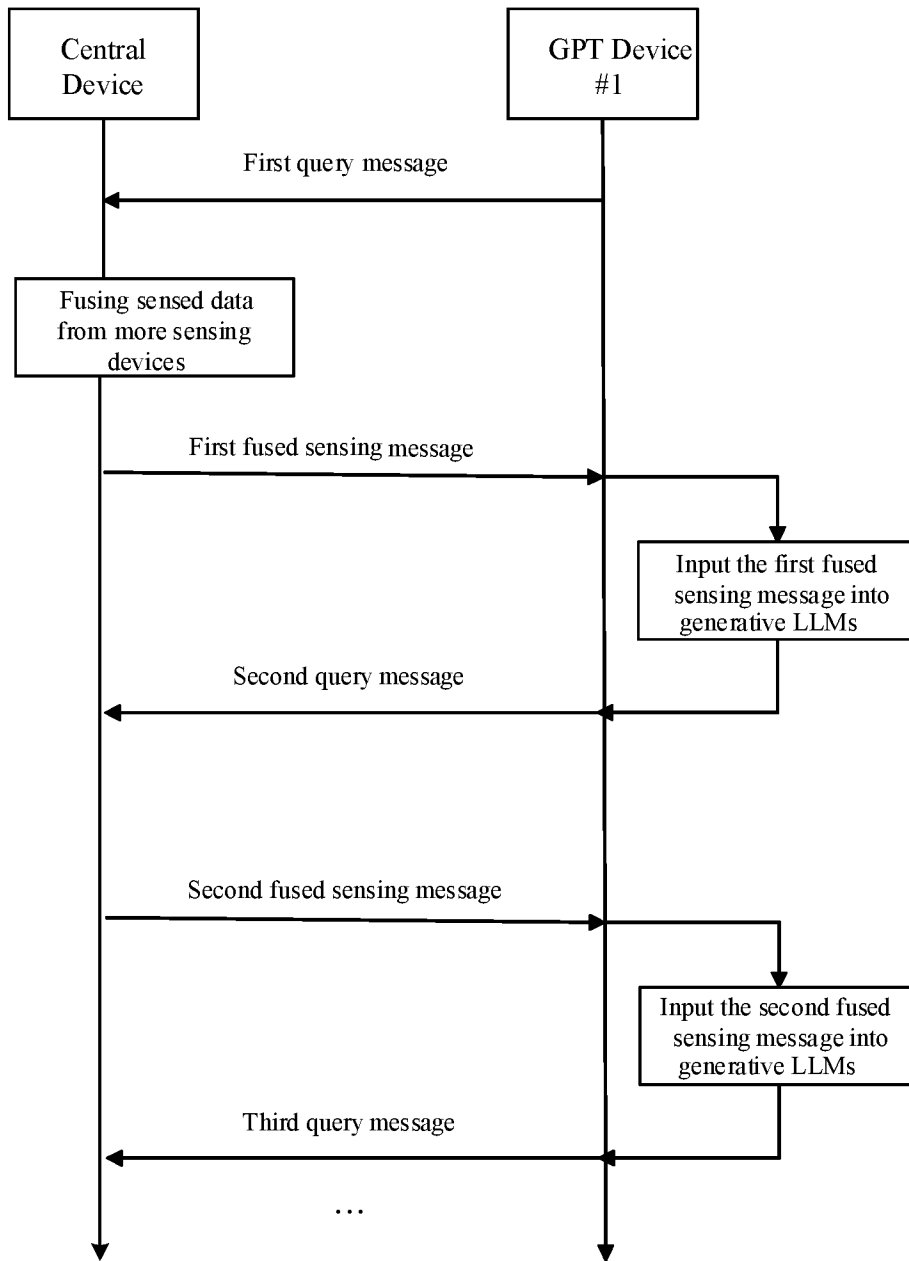 Central
Device
GPT Device
#1
First query message
Fusing sensed data
from more sensing
devices
First fused sensing message
Input the first fused
sensing message into
generative LLMs
Second query message
Second fused sensing message
Input the second fused
sensing message into
generative LLMs
Third query message
…